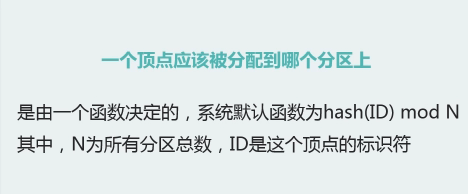 一个顶点应该被分配到哪个分区上
是由一个函数决定的，系统默认函数为hash(ID) mod N
其中，N为所有分区总数，ID是这个顶点的标识符